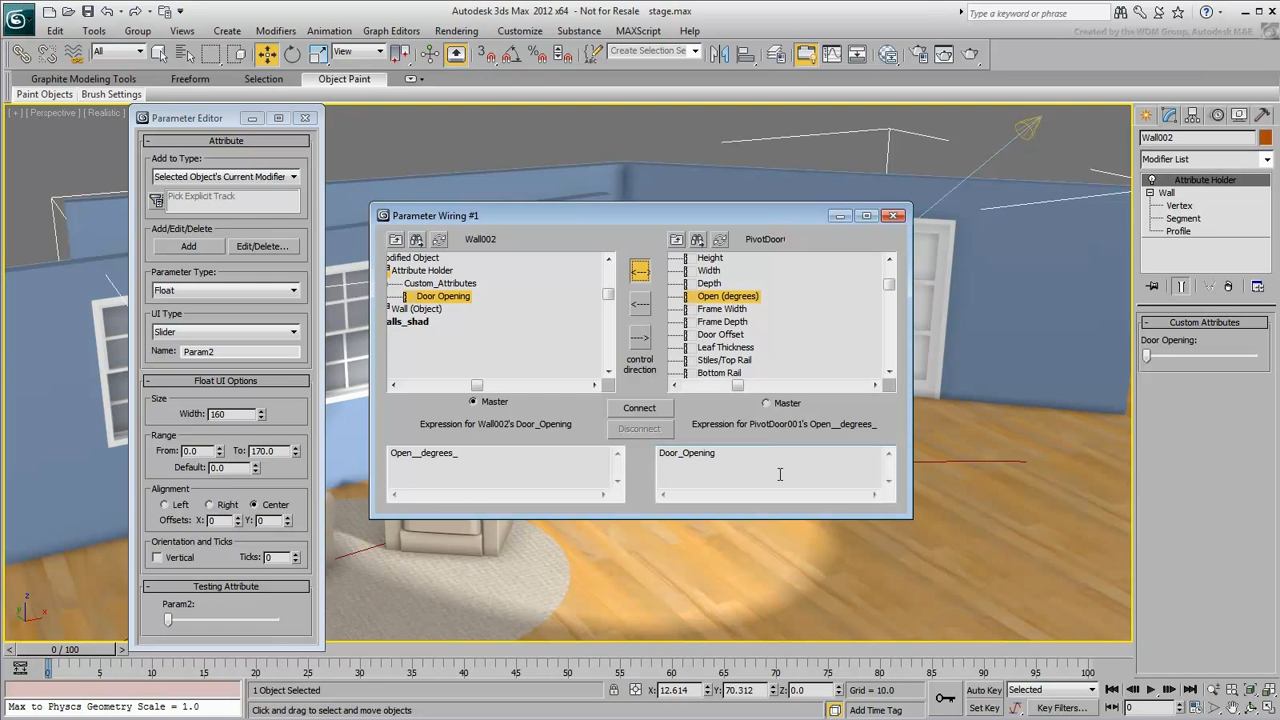 Autodesk 3ds Max 2012 x64 - Not for Resale stage.max
Type a keyword or phrase
Edit Tools Group Views Create Modifiers Animation Graph Editors Rendering Customize Substance MAXScript Help
Created by the WDM Group, Autodesk M&E
All
View
Create Selection Se
Graphite Modeling Tools Freeform Selection Object Paint
Paint Objects Brush Settings
[ + ] [ Perspective ] [ Realistic ]
Parameter Editor
- Attribute
Add to Type:
Selected Object's Current Modifier
Pick Explicit Track
Add/Edit/Delete:
Add Edit/Delete...
Parameter Type:
Float
UI Type
Slider
Name: Param2
- Float UI Options
Size
Width: 160
Range
From: 0.0 To: 170.0
Default: 0.0
Alignment
Left Right Center
Offsets: X: 0 Y: 0
Orientation and Ticks
Vertical Ticks: 0
- Testing Attribute
Param2:
Parameter Wiring #1
Wall002
odified Object
Attribute Holder
Custom_Attributes
Door Opening
Wall (Object)
alls_shad
Master
Expression for Wall002's Door_Opening
Open__degrees_
control
direction
Connect
Disconnect
PivotDoor
Height
Width
Depth
Open (degrees)
Frame Width
Frame Depth
Door Offset
Leaf Thickness
Stiles/Top Rail
Bottom Rail
Master
Expression for PivotDoor001's Open__degrees_
Door_Opening
Wall002
Modifier List
Attribute Holder
Wall
Vertex
Segment
Profile
- Custom Attributes
Door Opening:
z
y
x
0 / 100
0 5 10 15 20 25 30 35 40 45 50 55 60 65 70 75 80 85 90 95 100
1 Object Selected
X: 12.614 Y: 70.312 Z: 0.0 Grid = 10.0
Auto Key Selected
Max to Physcs Geometry Scale = 1.0
Click and drag to select and move objects
Add Time Tag
Set Key Key Filters... 0